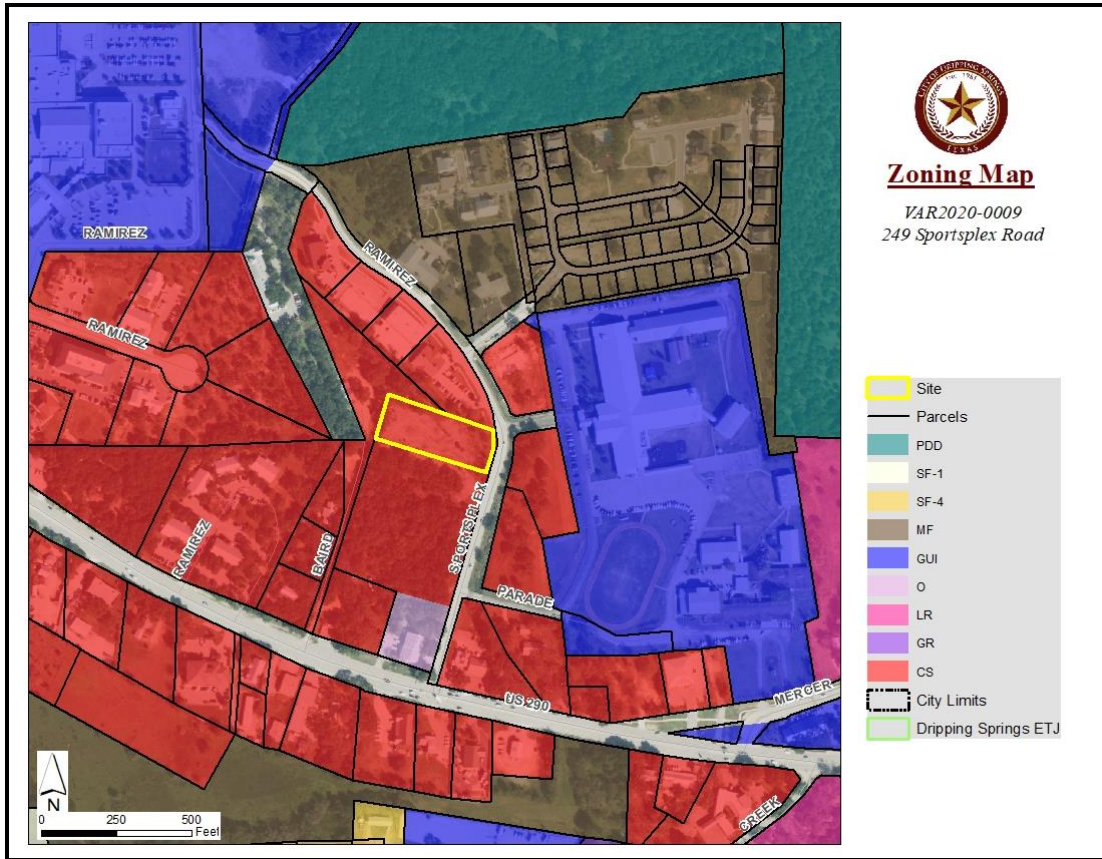 CITY OF DRIPPING SPRINGS
TEXAS
Zoning Map
VAR2020-0009
249 Sportsplex Road
RAMIREZ
RAMIREZ
RAMIREZ
RAMIREZ
BAIRD
SPORTSPLEX
PARADE
US 290
MERCER
CREEK
N
0 250 500
Feet
Site
Parcels
PDD
SF-1
SF-4
MF
GUI
O
LR
GR
CS
City Limits
Dripping Springs ETJ